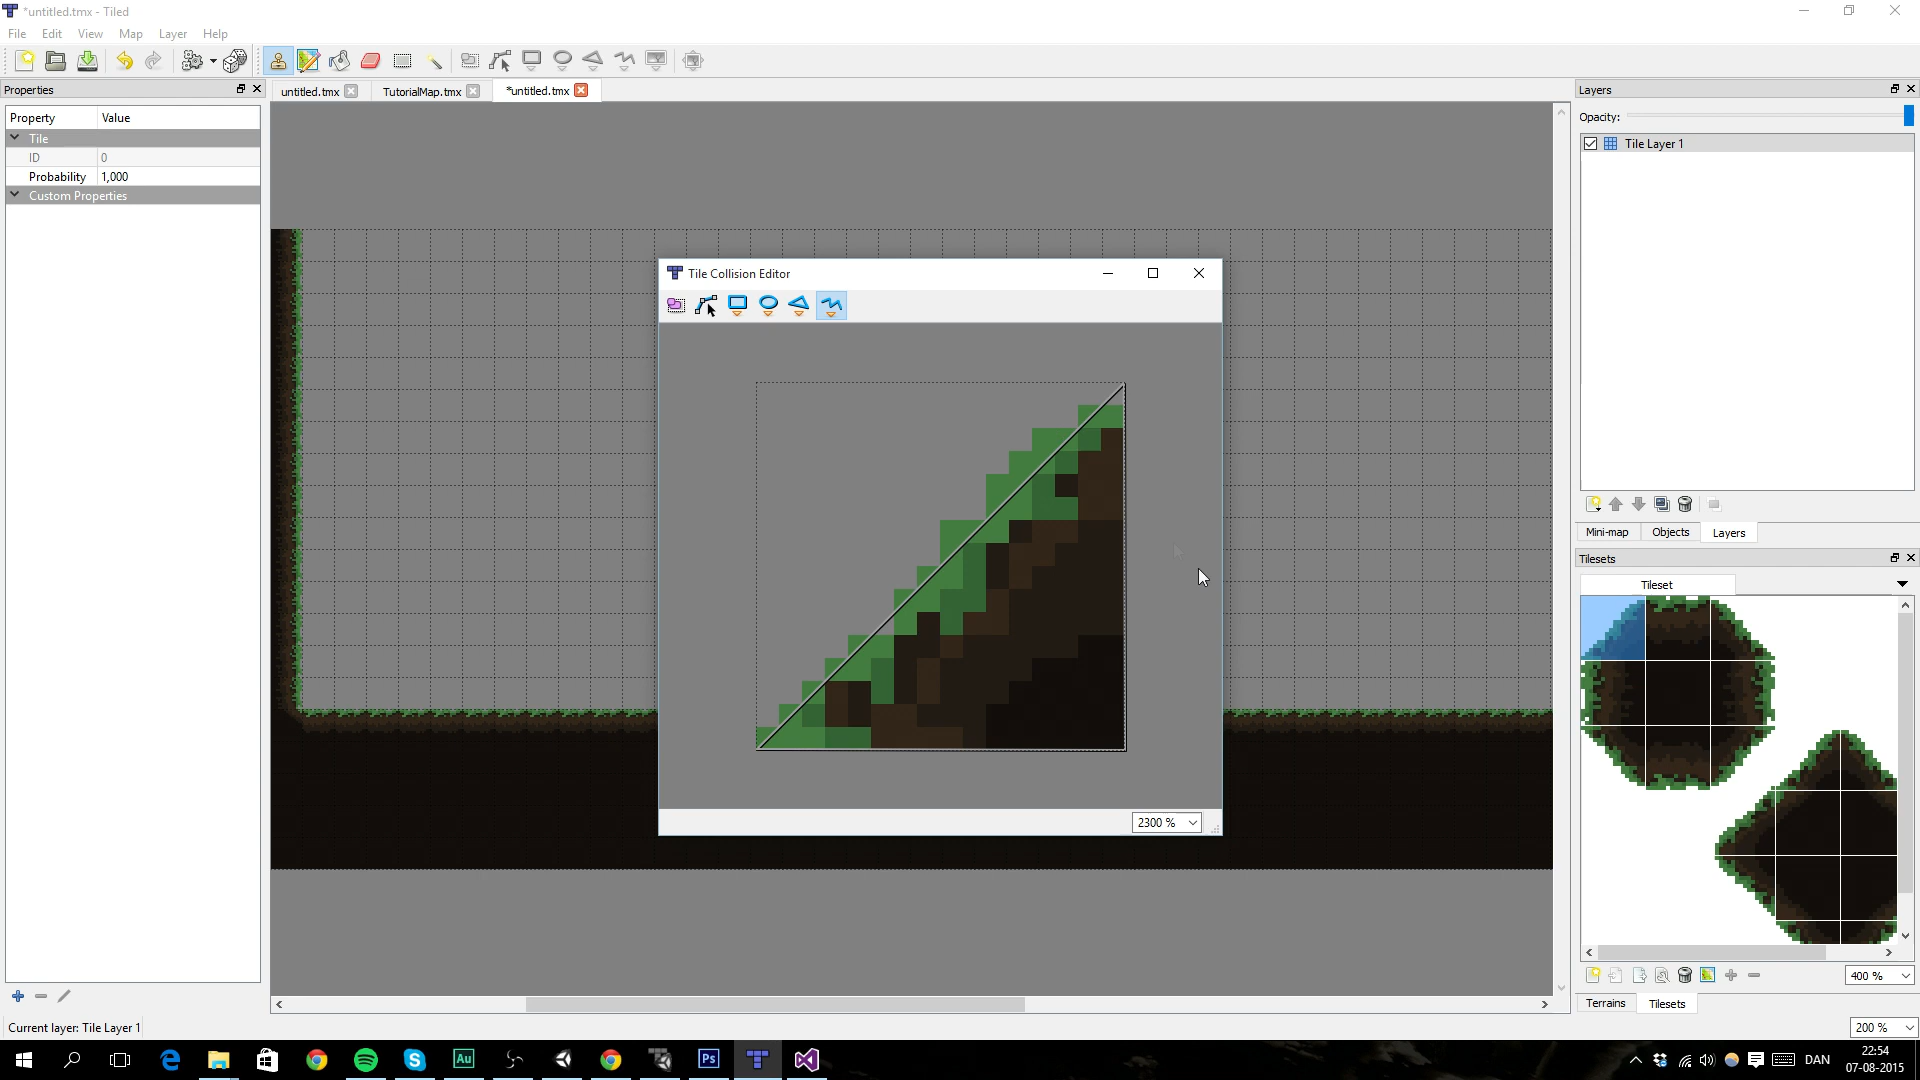 *untitled.tmx - Tiled
File Edit View Map Layer Help
Properties
untitled.tmx TutorialMap.tmx *untitled.tmx
Layers
Property Value
Opacity:
Tile
Tile Layer 1
ID 0
Probability 1,000
Custom Properties
Tile Collision Editor
Mini-map Objects Layers
Tilesets
Tileset
2300 %
400 %
Terrains Tilesets
Current layer: Tile Layer 1
200 %
Au
Ps
DAN
22:54
07-08-2015